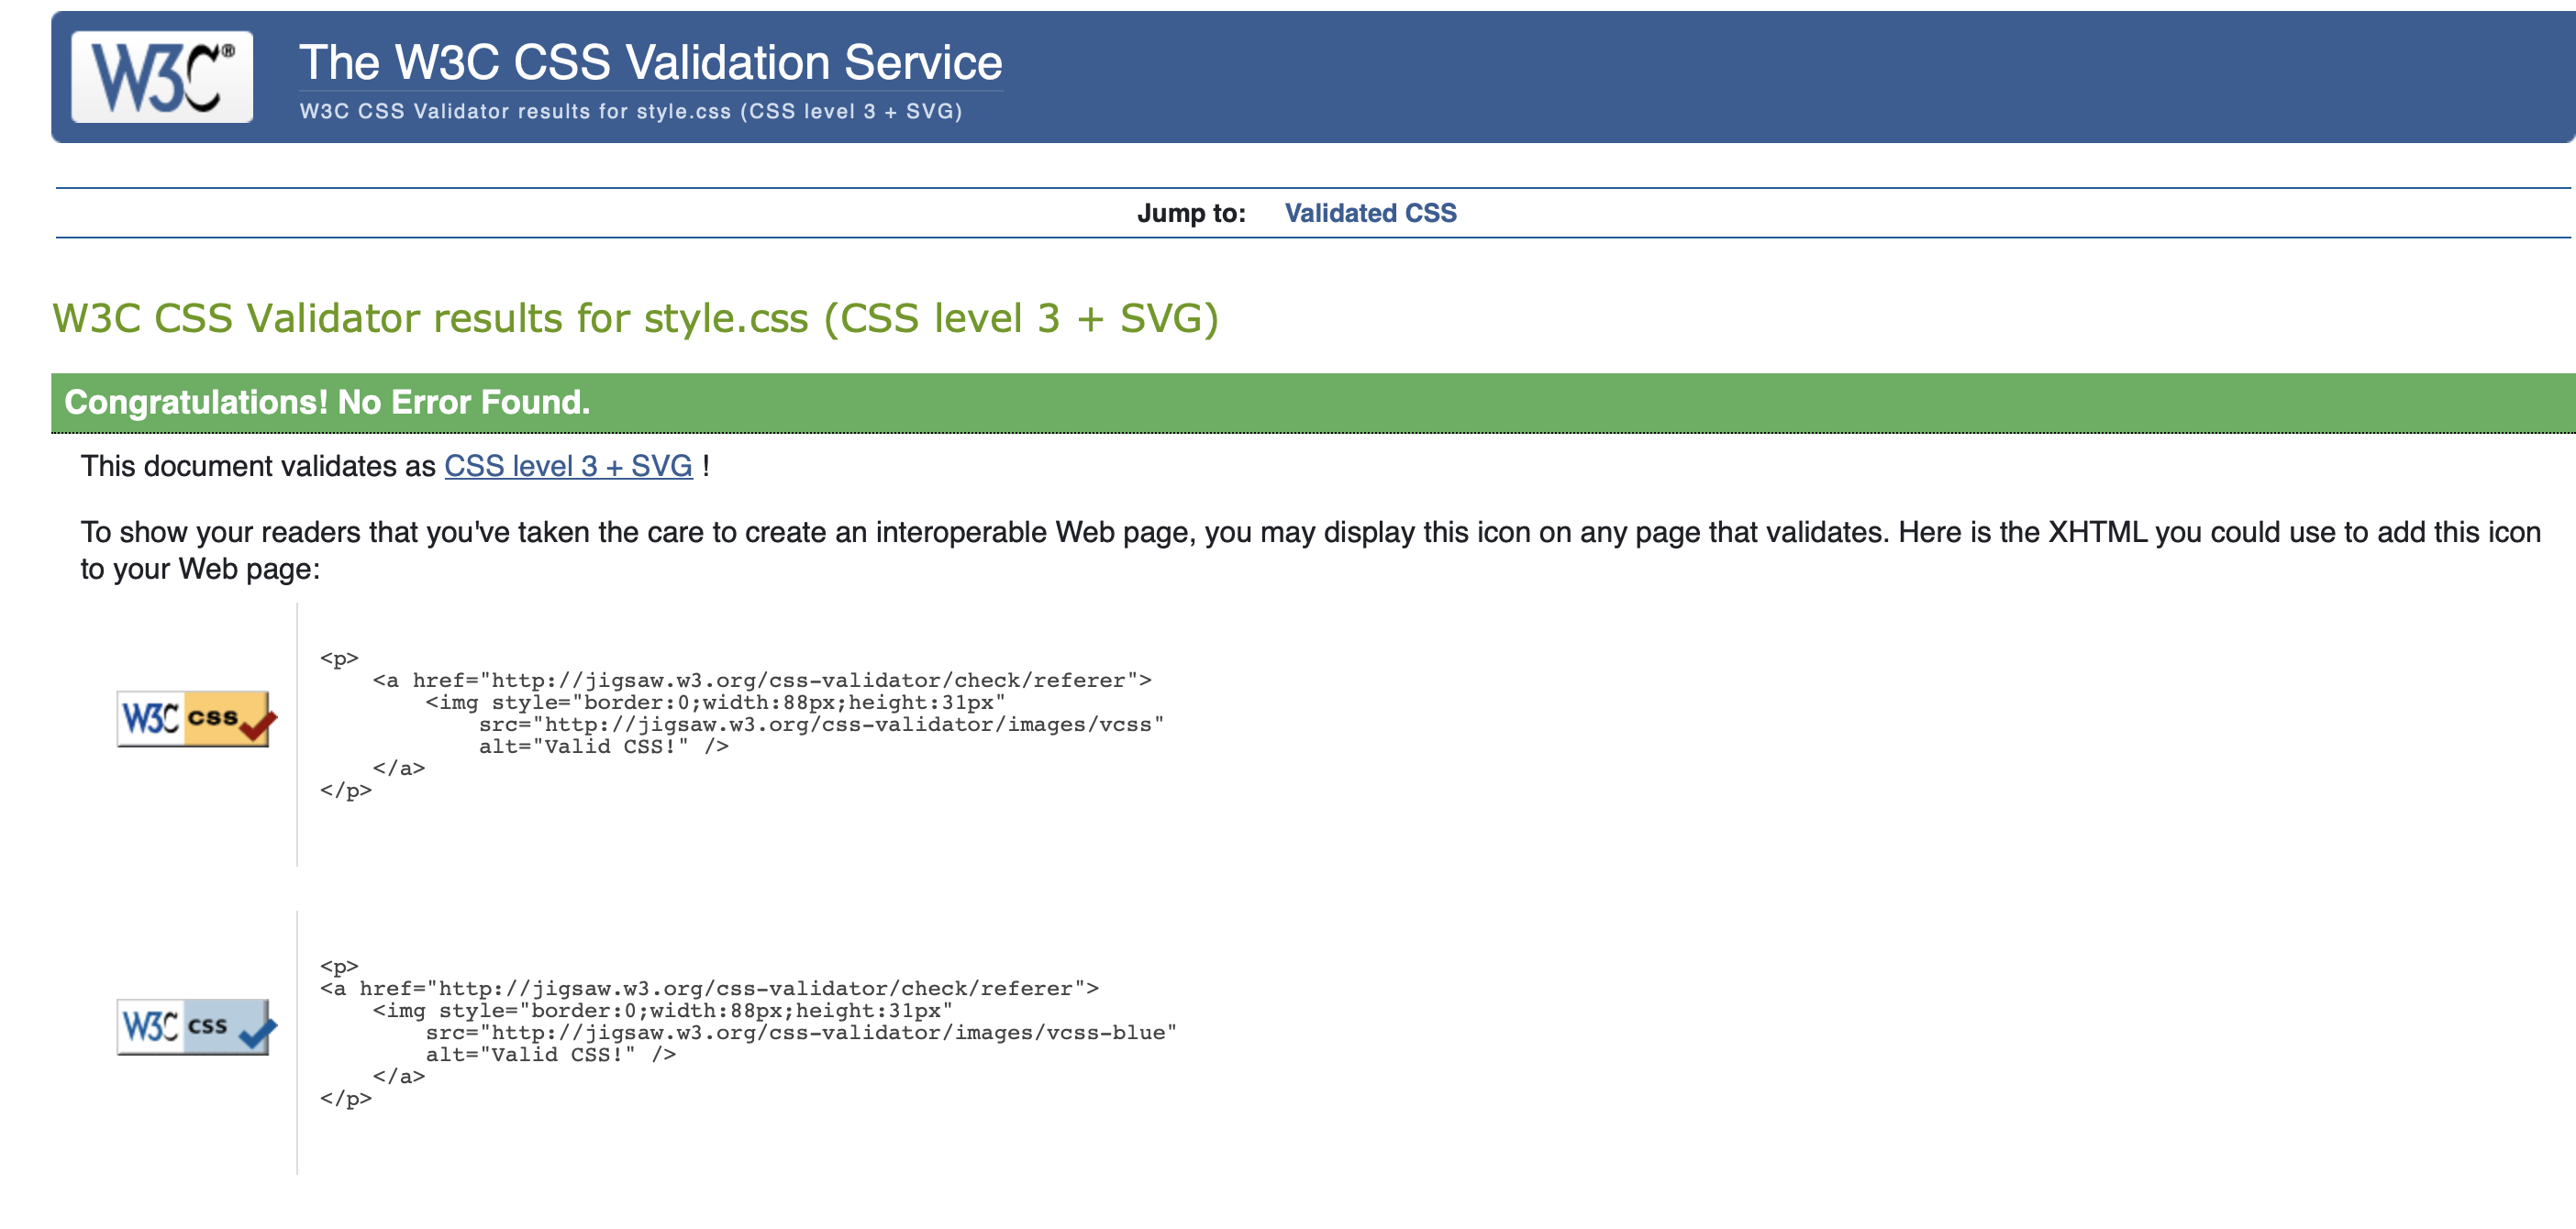 W3C®
The W3C CSS Validation Service
W3C CSS Validator results for style.css (CSS level 3 + SVG)
Jump to: Validated CSS
W3C CSS Validator results for style.css (CSS level 3 + SVG)
Congratulations! No Error Found.
This document validates as CSS level 3 + SVG !
To show your readers that you've taken the care to create an interoperable Web page, you may display this icon on any page that validates. Here is the XHTML you could use to add this icon
to your Web page:
W3C css
<p>
    <a href="http://jigsaw.w3.org/css-validator/check/referer">
        <img style="border:0;width:88px;height:31px"
            src="http://jigsaw.w3.org/css-validator/images/vcss"
            alt="Valid CSS!" />
    </a>
</p>
W3C css
<p>
<a href="http://jigsaw.w3.org/css-validator/check/referer">
    <img style="border:0;width:88px;height:31px"
        src="http://jigsaw.w3.org/css-validator/images/vcss-blue"
        alt="Valid CSS!" />
    </a>
</p>